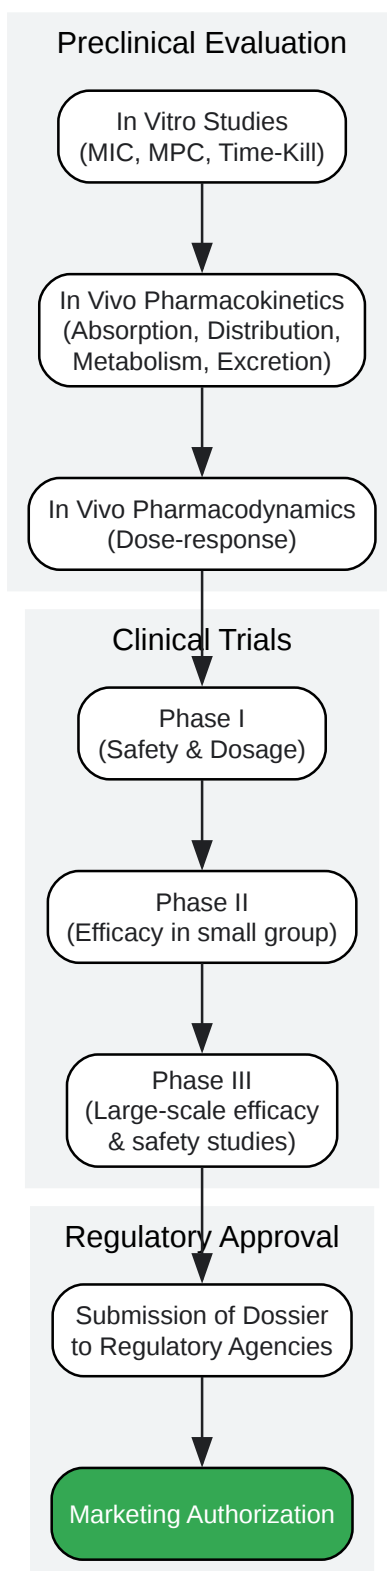 Preclinical Evaluation
In Vitro Studies
(MIC, MPC, Time-Kill)
In Vivo Pharmacokinetics
(Absorption, Distribution,
Metabolism, Excretion)
In Vivo Pharmacodynamics
(Dose-response)
Clinical Trials
Phase I
(Safety & Dosage)
Phase II
(Efficacy in small group)
Phase III
(Large-scale efficacy
& safety studies)
Regulatory Approval
Submission of Dossier
to Regulatory Agencies
Marketing Authorization